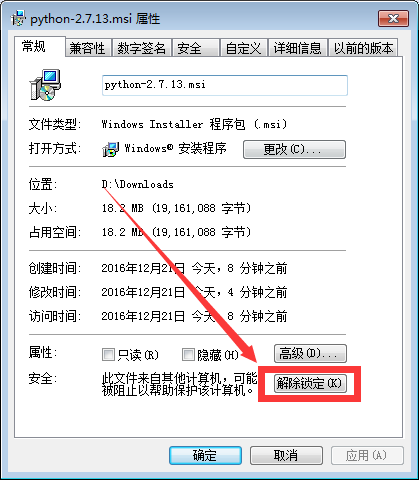 python-2.7.13.msi 属性
常规 兼容性 数字签名 安全 自定义 详细信息 以前的版本
python-2.7.13.msi
文件类型: Windows Installer 程序包 (.msi)
打开方式: Windows® 安装程序 更改(C)...
位置: D:\Downloads
大小: 18.2 MB (19,161,088 字节)
占用空间: 18.2 MB (19,161,088 字节)
创建时间: 2016年12月21日 今天，8 分钟之前
修改时间: 2016年12月21日 今天，4 分钟之前
访问时间: 2016年12月21日 今天，8 分钟之前
属性: 只读(R) 隐藏(H) 高级(D)...
安全: 此文件来自其他计算机，可能
被阻止以帮助保护该计算机。 解除锁定(K)
确定 取消 应用(A)